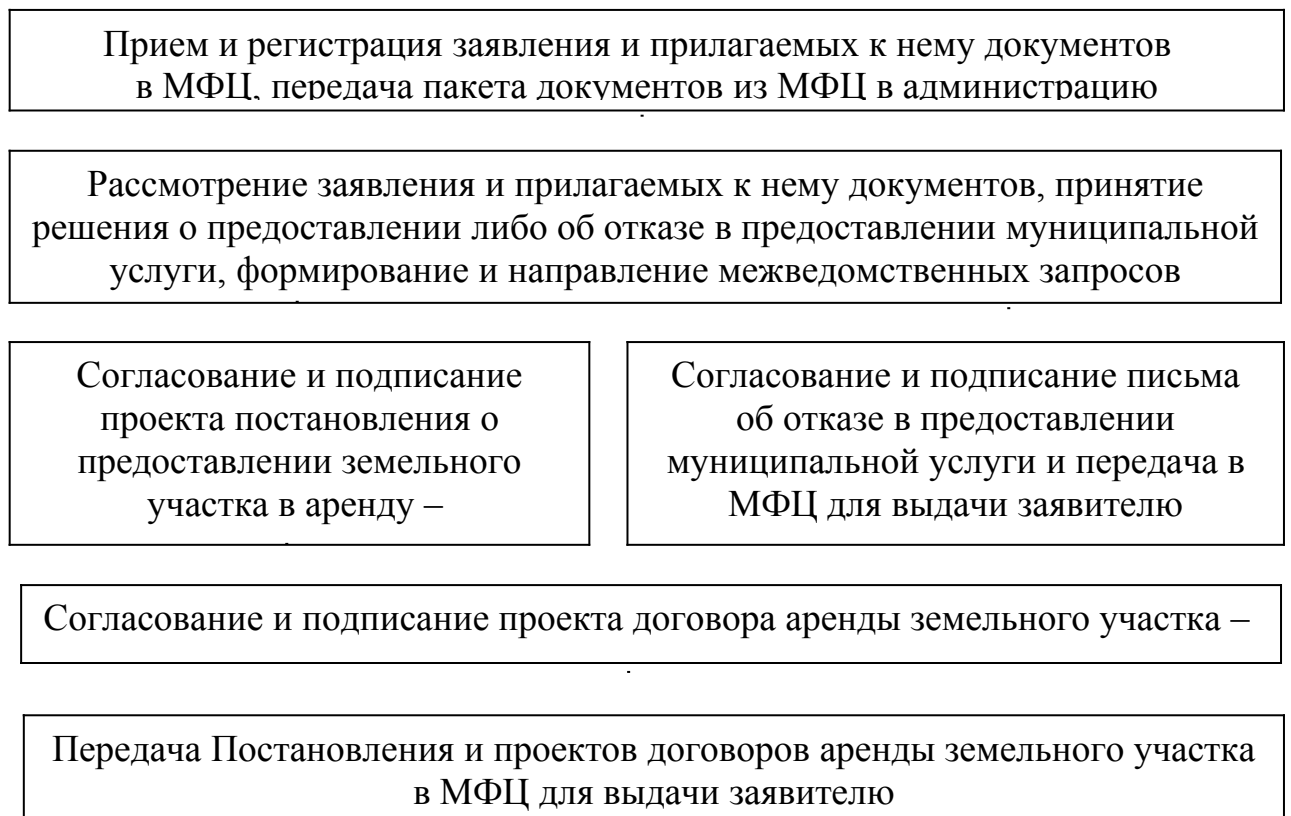 Прием и регистрация заявления и прилагаемых к нему документов
в МФЦ, передача пакета документов из МФЦ в администрацию
Рассмотрение заявления и прилагаемых к нему документов, принятие
решения о предоставлении либо об отказе в предоставлении муниципальной
услуги, формирование и направление межведомственных запросов
Согласование и подписание
проекта постановления о
предоставлении земельного
участка в аренду –
Согласование и подписание письма
об отказе в предоставлении
муниципальной услуги и передача в
МФЦ для выдачи заявителю
Согласование и подписание проекта договора аренды земельного участка –
Передача Постановления и проектов договоров аренды земельного участка
в МФЦ для выдачи заявителю